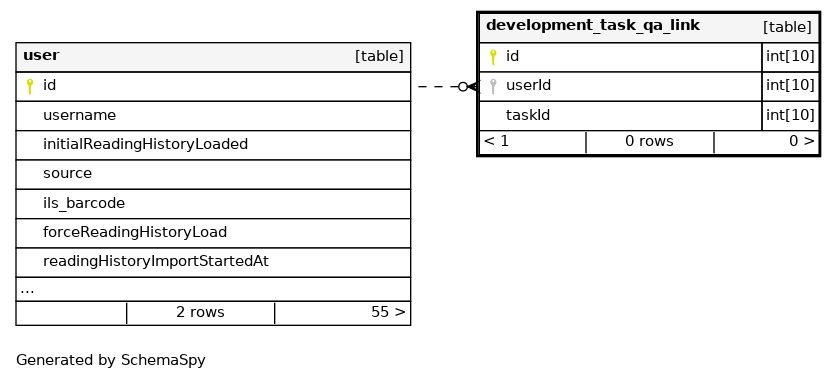 user [table]
id
username
initialReadingHistoryLoaded
source
ils_barcode
forceReadingHistoryLoad
readingHistoryImportStartedAt
...
2 rows 55 >
development_task_qa_link [table]
id int[10]
userId int[10]
taskId int[10]
< 1 0 rows 0 >
Generated by SchemaSpy